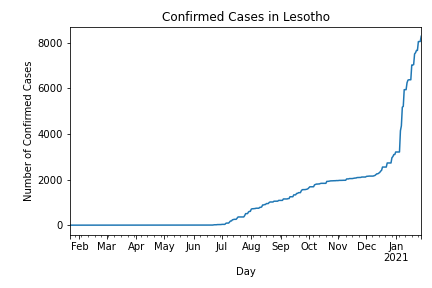 Confirmed Cases in Lesotho
Number of Confirmed Cases
8000
6000
4000
2000
0
Feb Mar Apr May Jun Jul Aug Sep Oct Nov Dec Jan
2021
Day